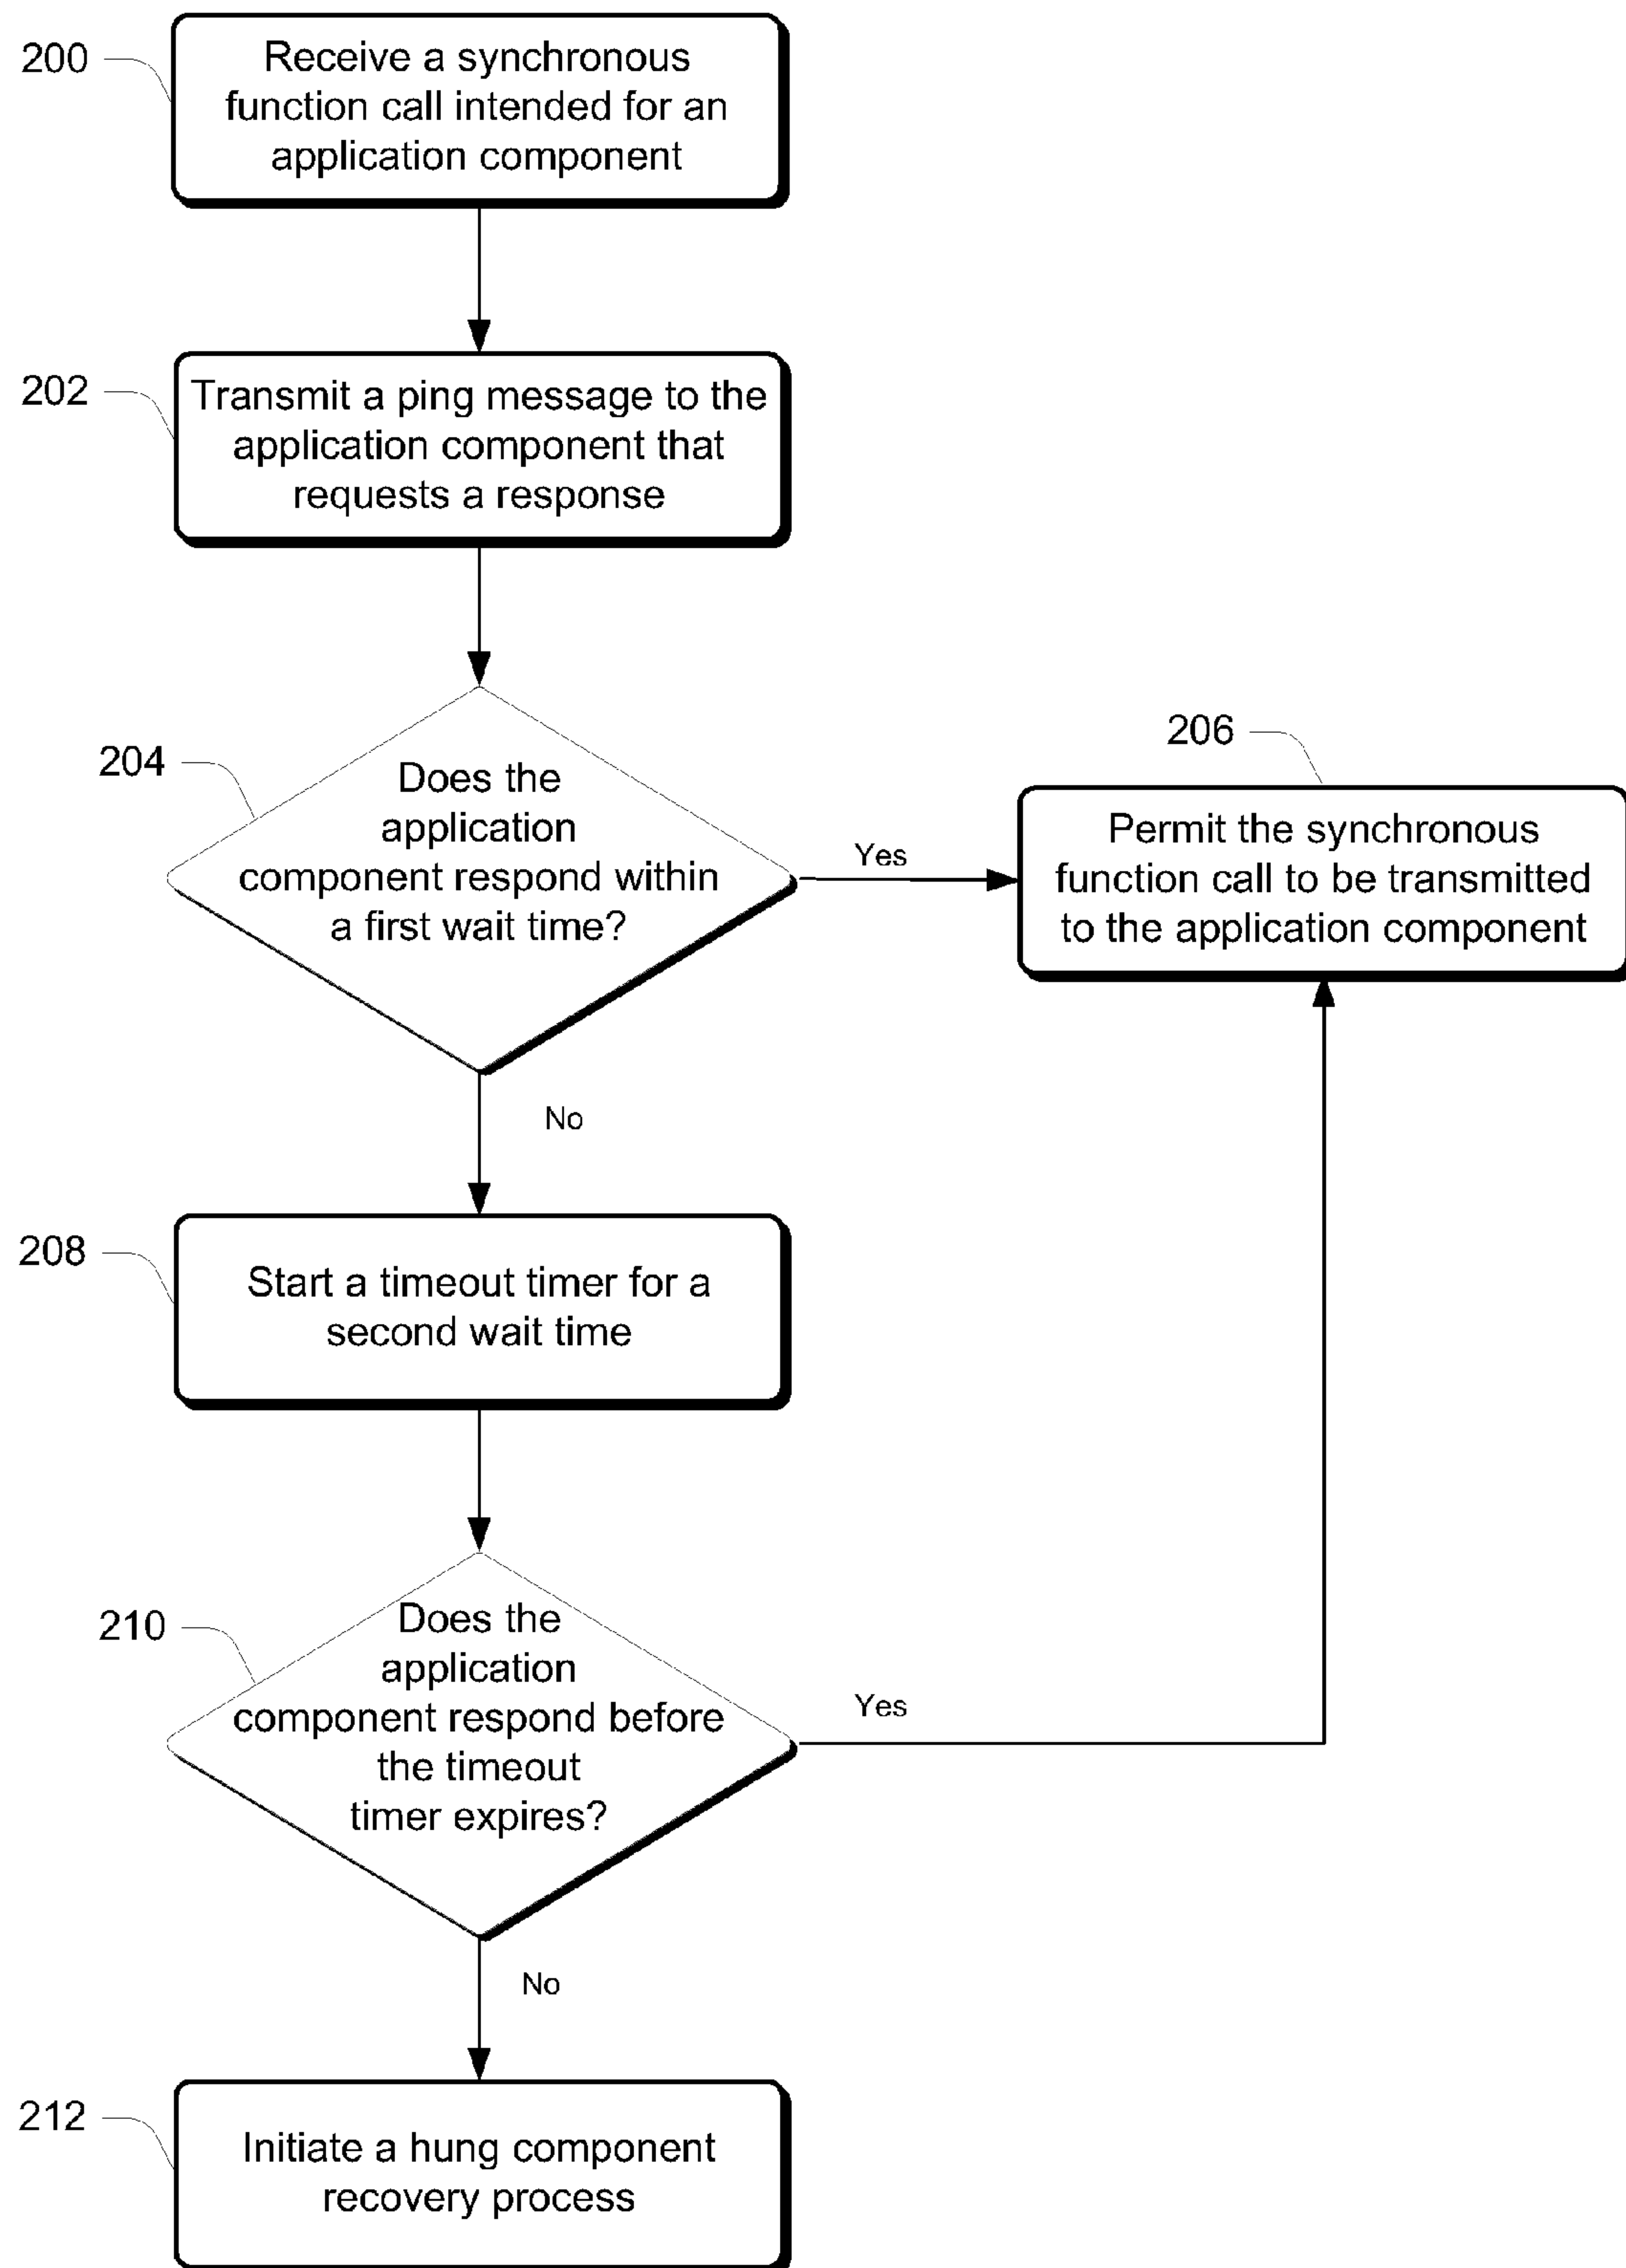 200
Receive a synchronous
function call intended for an
application component
202
Transmit a ping message to the
application component that
requests a response
204
Does the
application
component respond within
a first wait time?
Yes
206
Permit the synchronous
function call to be transmitted
to the application component
No
208
Start a timeout timer for a
second wait time
210
Does the
application
component respond before
the timeout
timer expires?
Yes
No
212
Initiate a hung component
recovery process